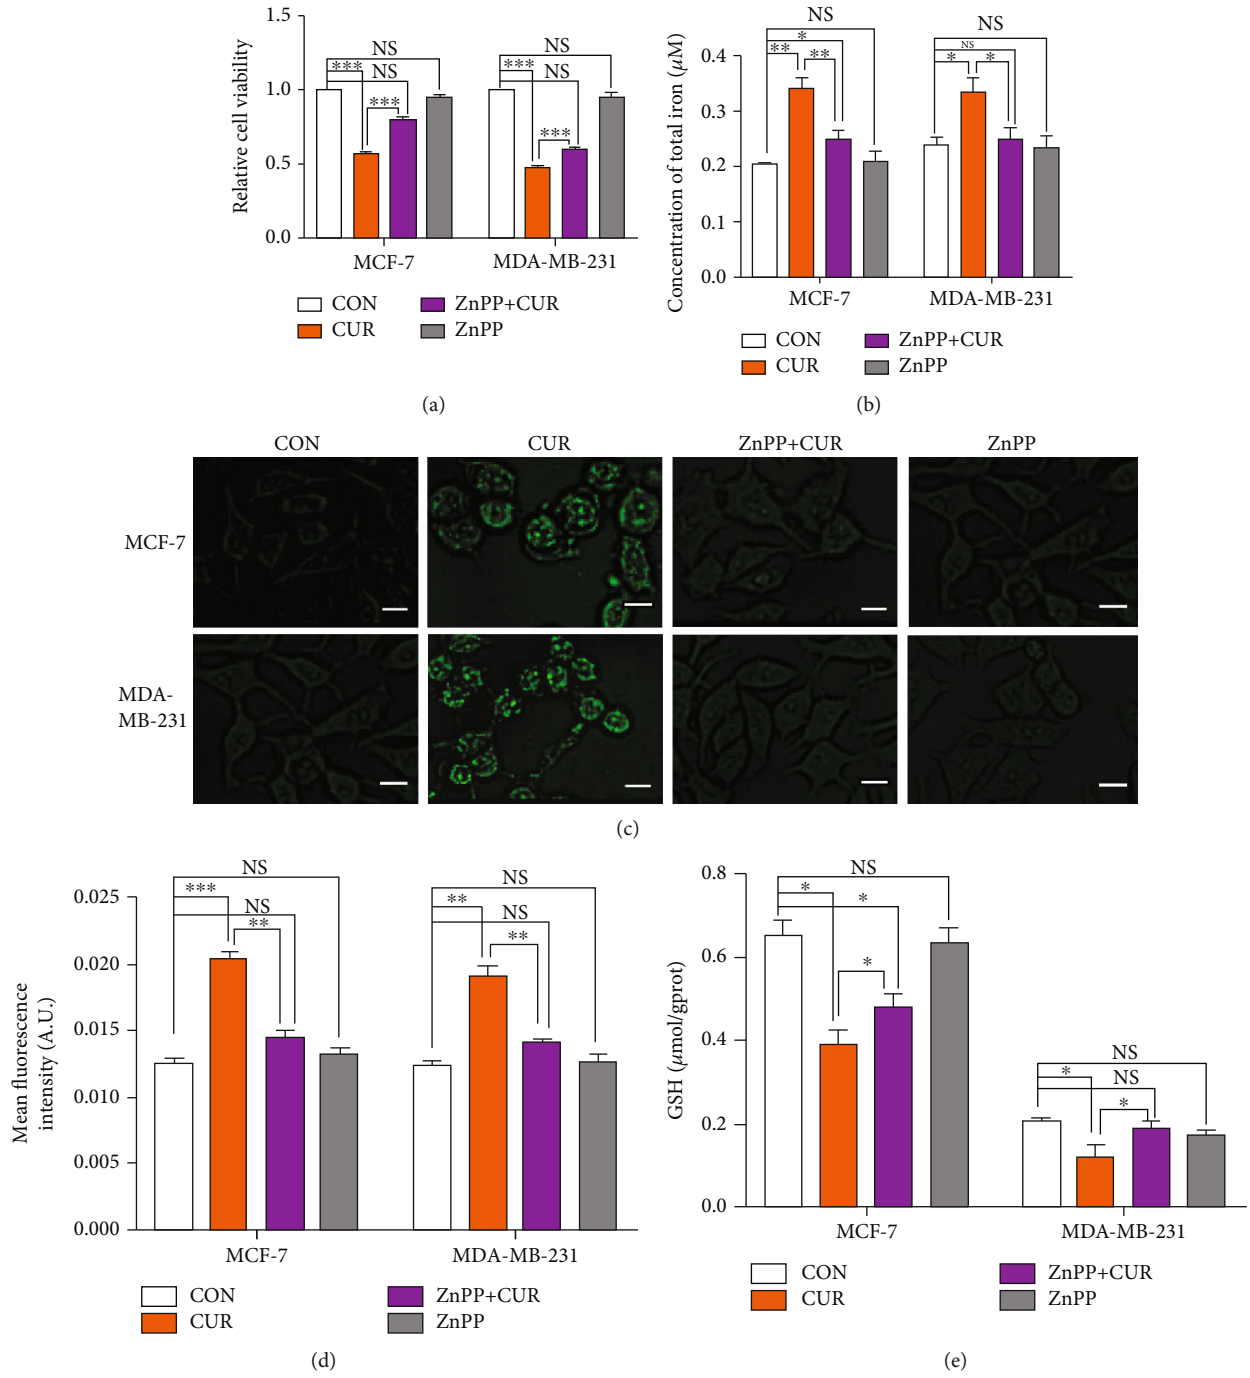 1.5
1.0
0.5
0.0
Relative cell viability
NS
NS
***
***
NS
NS
***
***
MCF-7
MDA-MB-231
CON
ZnPP+CUR
CUR
ZnPP
(a)
0.4
0.3
0.2
0.1
0.0
Concentration of total iron (μM)
NS
*
**
**
NS
NS
*
*
MCF-7
MDA-MB-231
CON
ZnPP+CUR
CUR
ZnPP
(b)
CON
CUR
ZnPP+CUR
ZnPP
MCF-7
MDA-
MB-231
(c)
0.025
0.020
0.015
0.010
0.005
0.000
Mean fluorescence
intensity (A.U.)
NS
***
NS
**
NS
**
NS
**
MCF-7
MDA-MB-231
CON
ZnPP+CUR
CUR
ZnPP
(d)
0.8
0.6
0.4
0.2
0.0
GSH (μmol/gprot)
NS
*
*
*
NS
*
NS
*
MCF-7
MDA-MB-231
CON
ZnPP+CUR
CUR
ZnPP
(e)